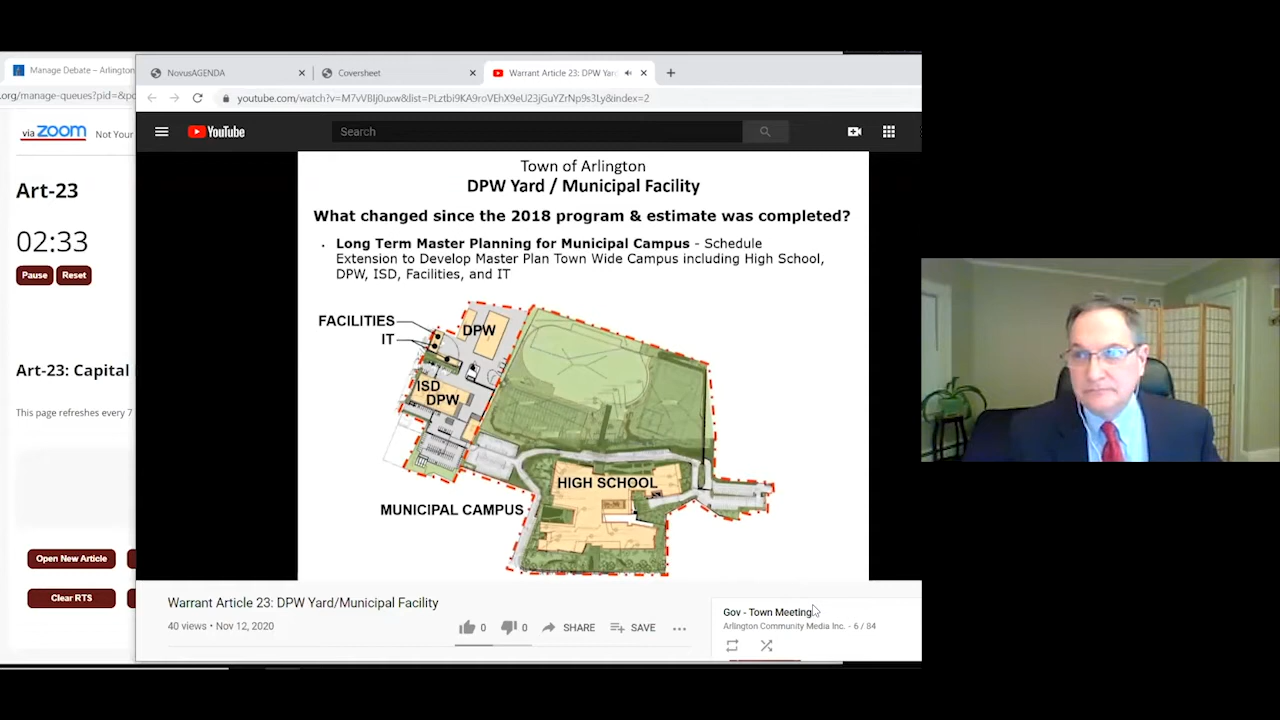 Manage Debate – Arlington
NovusAGENDA
Coversheet
Warrant Article 23: DPW Yar
.org/manage-queues?pid=&po
youtube.com/watch?v=M7vVBIj0uxw&list=PLztbi9KA9roVEhX9eU23jGuYZrNp9s3Ly&index=2
via zoom
Not Your
YouTube
Search
Art-23
02:33
Pause
Reset
Art-23: Capital
This page refreshes every 7
Open New Article
Clear RTS
Town of Arlington
DPW Yard / Municipal Facility
What changed since the 2018 program & estimate was completed?
Long Term Master Planning for Municipal Campus - Schedule
Extension to Develop Master Plan Town Wide Campus including High School,
DPW, ISD, Facilities, and IT
FACILITIES
IT
DPW
ISD
DPW
HIGH SCHOOL
MUNICIPAL CAMPUS
Warrant Article 23: DPW Yard/Municipal Facility
40 views • Nov 12, 2020
0
0
SHARE
SAVE
Gov - Town Meeting
Arlington Community Media Inc. - 6 / 84